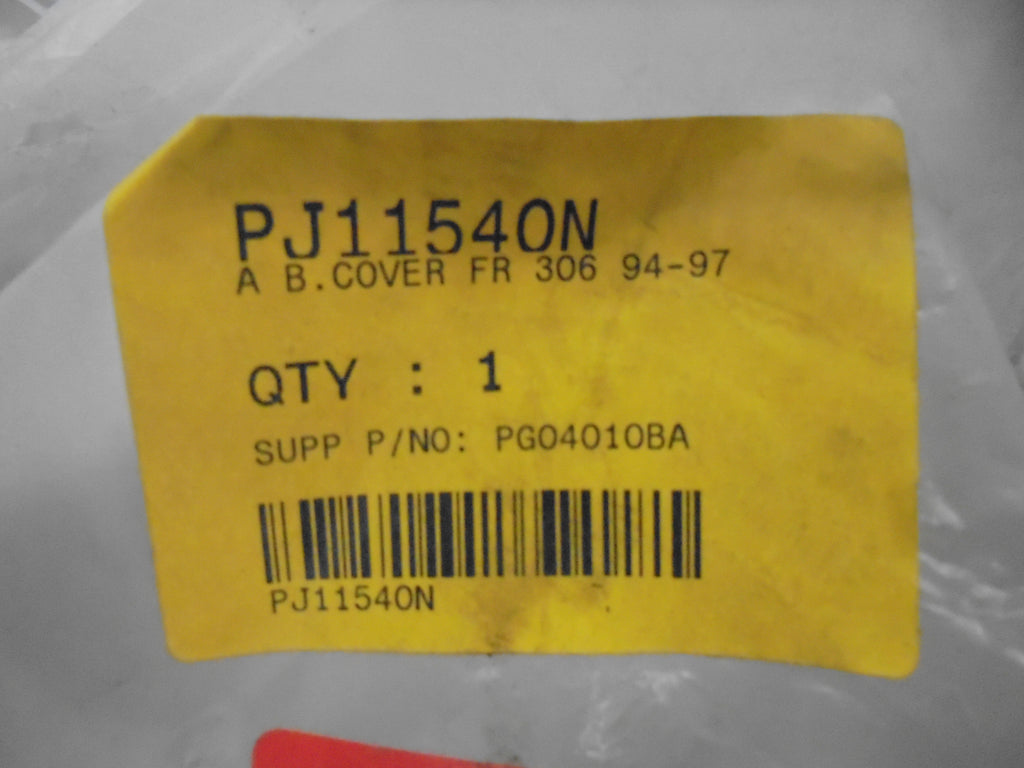 PJ11540N
A B.COVER FR 306 94-97
QTY : 1
SUPP P/NO: PG04010BA
PJ11540N